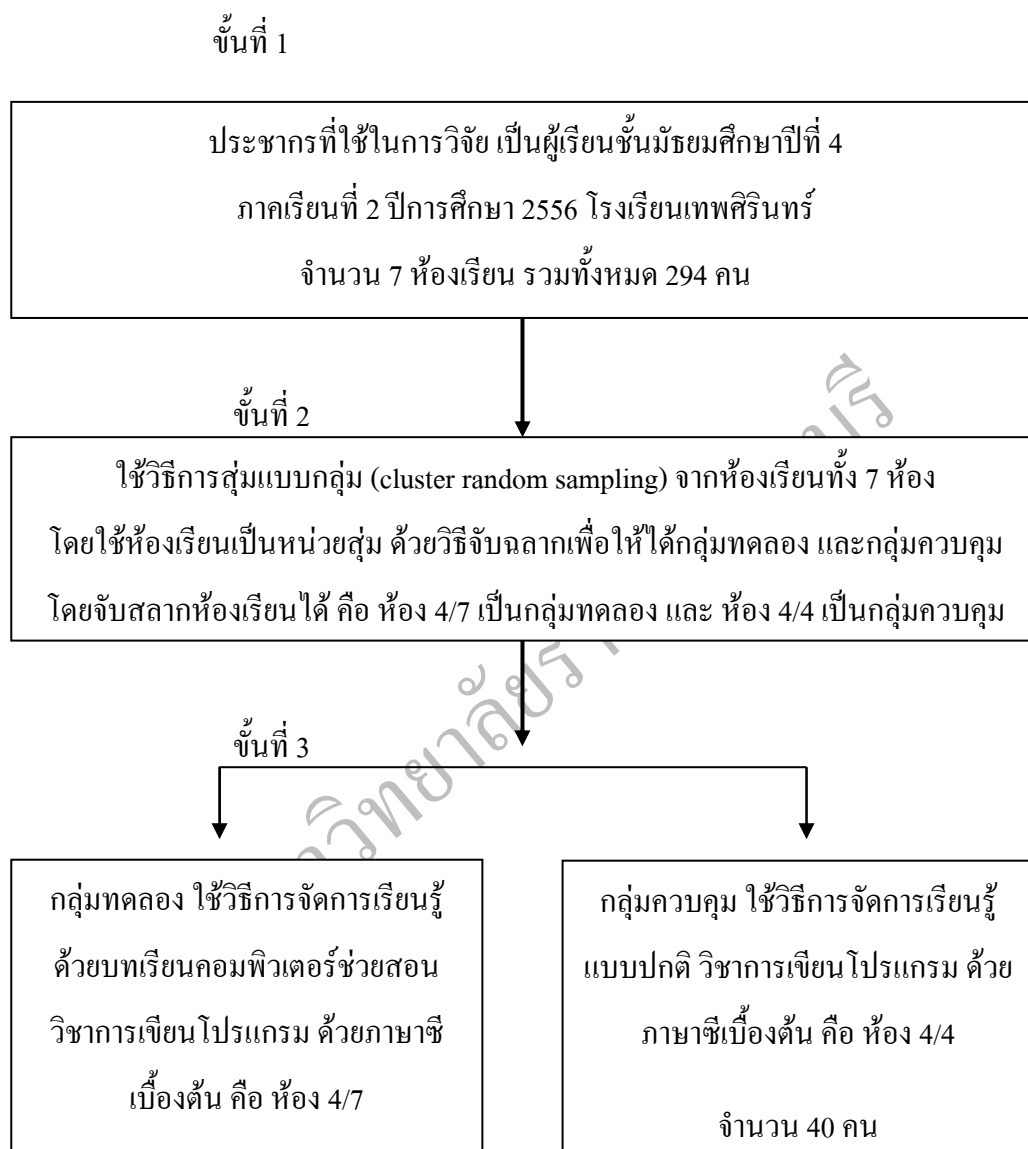 ขั้นที่ 1
ประชากรที่ใช้ในการวิจัย เป็นผู้เรียนชั้นมัธยมศึกษาปีที่ 4
ภาคเรียนที่ 2 ปีการศึกษา 2556 โรงเรียนเทพศิรินทร์
จำนวน 7 ห้องเรียน รวมทั้งหมด 294 คน
ขั้นที่ 2
ใช้วิธีการสุ่มแบบกลุ่ม (cluster random sampling) จากห้องเรียนทั้ง 7 ห้อง
โดยใช้ห้องเรียนเป็นหน่วยสุ่ม ด้วยวิธีจับฉลากเพื่อให้ได้กลุ่มทดลอง และกลุ่มควบคุม
โดยจับสลากห้องเรียนได้ คือ ห้อง 4/7 เป็นกลุ่มทดลอง และ ห้อง 4/4 เป็นกลุ่มควบคุม
ขั้นที่ 3
กลุ่มทดลอง ใช้วิธีการจัดการเรียนรู้
ด้วยบทเรียนคอมพิวเตอร์ช่วยสอน
วิชาการเขียนโปรแกรม ด้วยภาษาซี
เบื้องต้น คือ ห้อง 4/7
กลุ่มควบคุม ใช้วิธีการจัดการเรียนรู้
แบบปกติ วิชาการเขียนโปรแกรม ด้วย
ภาษาซีเบื้องต้น คือ ห้อง 4/4
จำนวน 40 คน